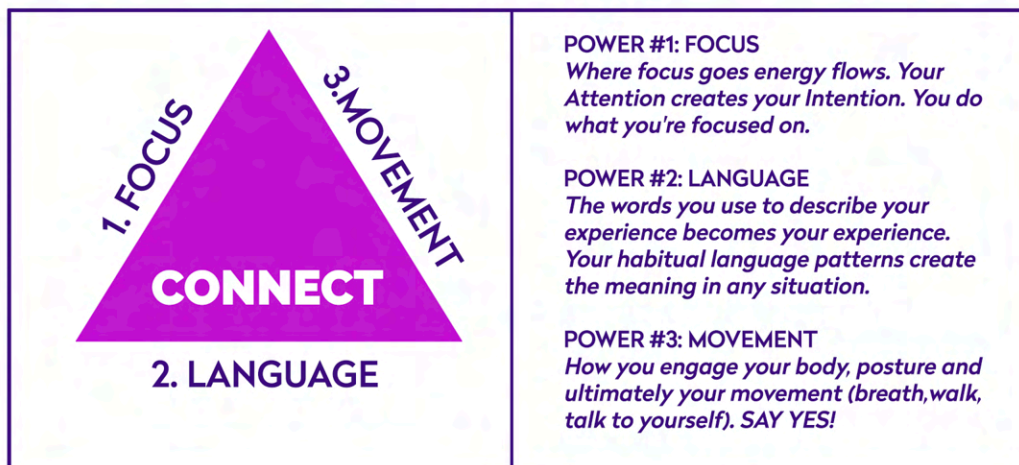 1. FOCUS
3.MOVEMENT
CONNECT
2. LANGUAGE
POWER #1: FOCUS
Where focus goes energy flows. Your
Attention creates your Intention. You do
what you're focused on.
POWER #2: LANGUAGE
The words you use to describe your
experience becomes your experience.
Your habitual language patterns create
the meaning in any situation.
POWER #3: MOVEMENT
How you engage your body, posture and
ultimately your movement (breath,walk,
talk to yourself). SAY YES!